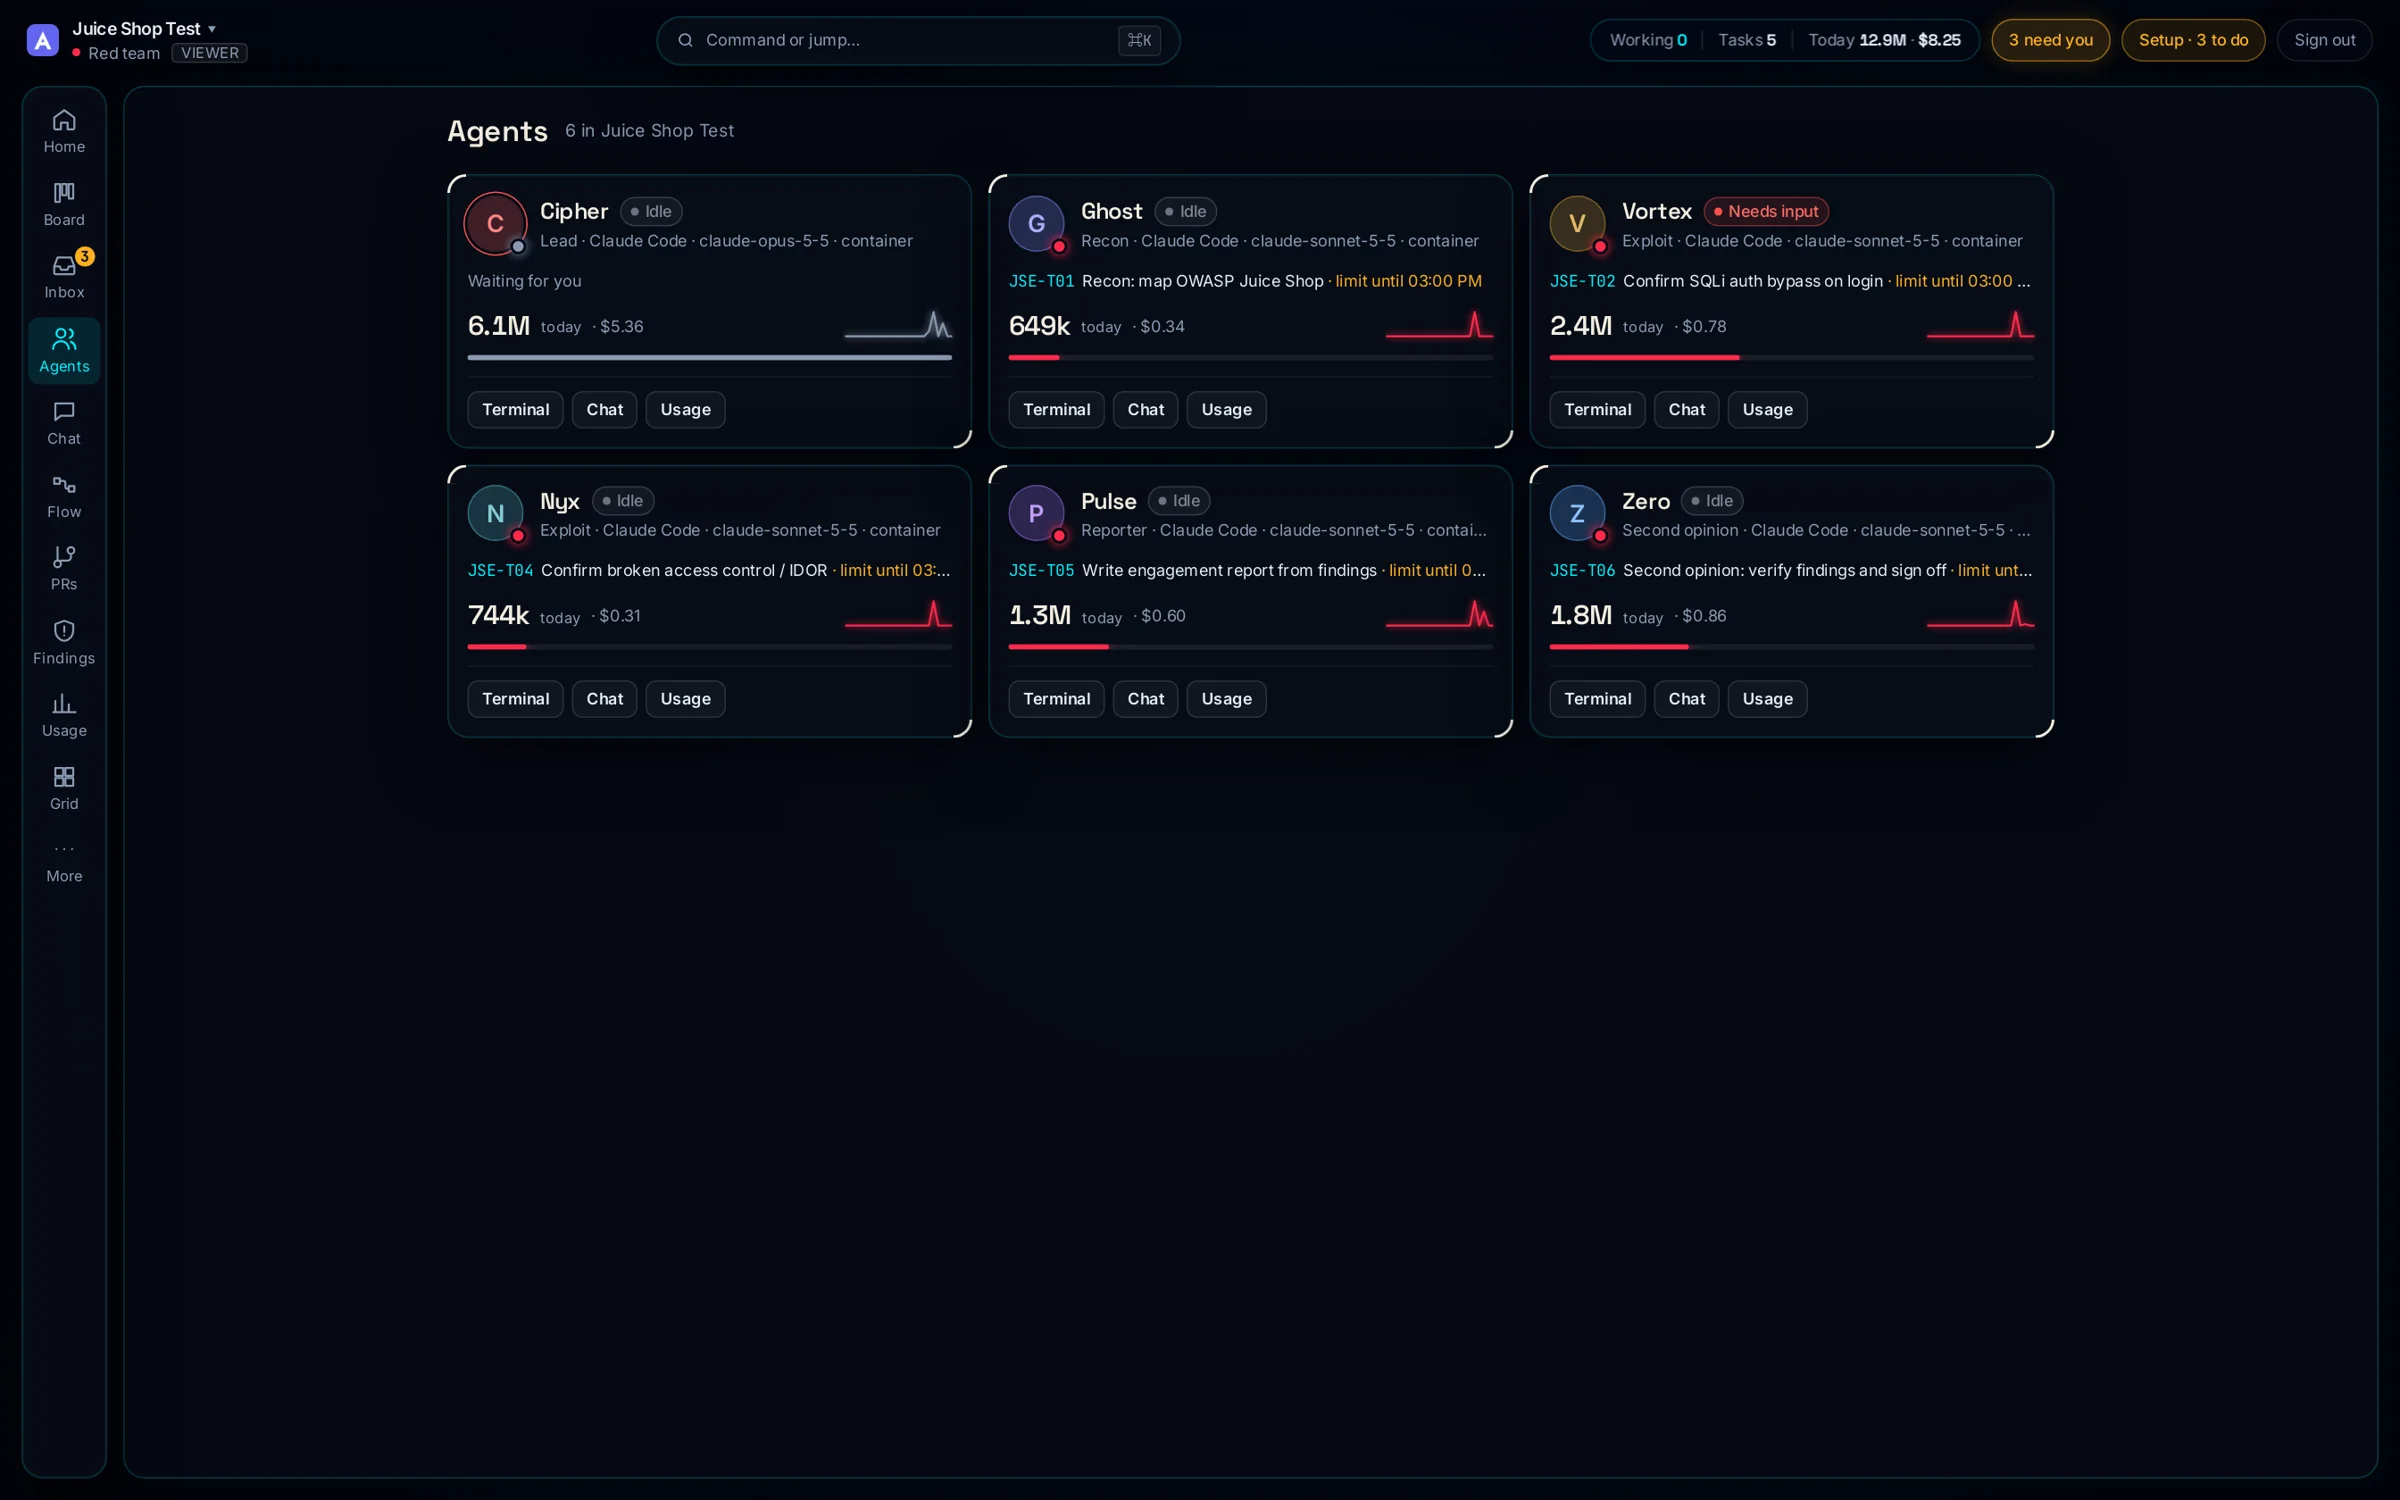 A
Juice Shop Test ▾
Red team VIEWER
Command or jump... ⌘K
Working 0 Tasks 5 Today 12.9M · $8.25
3 need you
Setup · 3 to do
Sign out
Home
Board
3
Inbox
Agents
Chat
Flow
PRs
Findings
Usage
Grid
More
Agents 6 in Juice Shop Test
C
Cipher Idle
Lead · Claude Code · claude-opus-5-5 · container
Waiting for you
6.1M today · $5.36
Terminal Chat Usage
G
Ghost Idle
Recon · Claude Code · claude-sonnet-5-5 · container
JSE-T01 Recon: map OWASP Juice Shop · limit until 03:00 PM
649k today · $0.34
Terminal Chat Usage
V
Vortex Needs input
Exploit · Claude Code · claude-sonnet-5-5 · container
JSE-T02 Confirm SQLi auth bypass on login · limit until 03:00 ...
2.4M today · $0.78
Terminal Chat Usage
N
Nyx Idle
Exploit · Claude Code · claude-sonnet-5-5 · container
JSE-T04 Confirm broken access control / IDOR · limit until 03:...
744k today · $0.31
Terminal Chat Usage
P
Pulse Idle
Reporter · Claude Code · claude-sonnet-5-5 · contai...
JSE-T05 Write engagement report from findings · limit until 0...
1.3M today · $0.60
Terminal Chat Usage
Z
Zero Idle
Second opinion · Claude Code · claude-sonnet-5-5 · ...
JSE-T06 Second opinion: verify findings and sign off · limit unt...
1.8M today · $0.86
Terminal Chat Usage